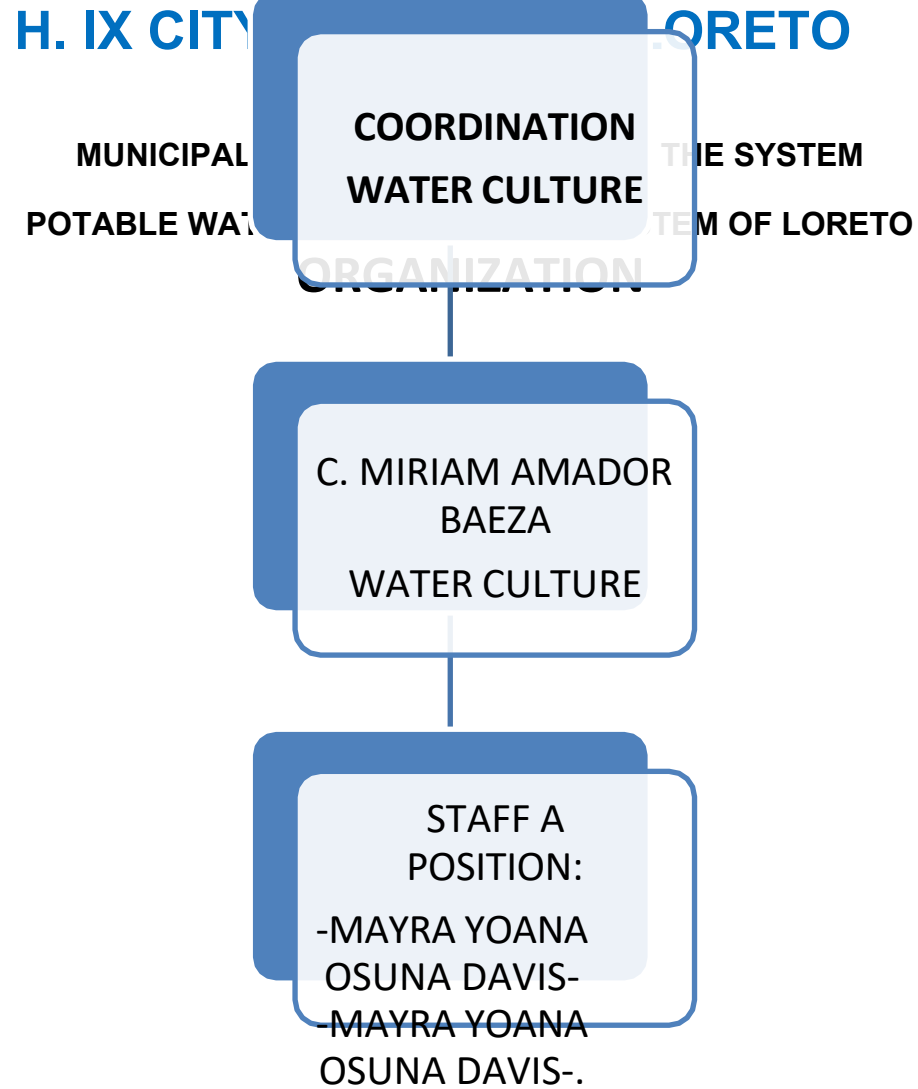 H. IX CITY LORETO
COORDINATION
MUNICIPAL THE SYSTEM
WATER CULTURE
POTABLE WAT TEM OF LORETO
ORGANIZATION
C. MIRIAM AMADOR
BAEZA
WATER CULTURE
STAFF A
POSITION:
-MAYRA YOANA
OSUNA DAVIS-
-MAYRA YOANA
OSUNA DAVIS-.